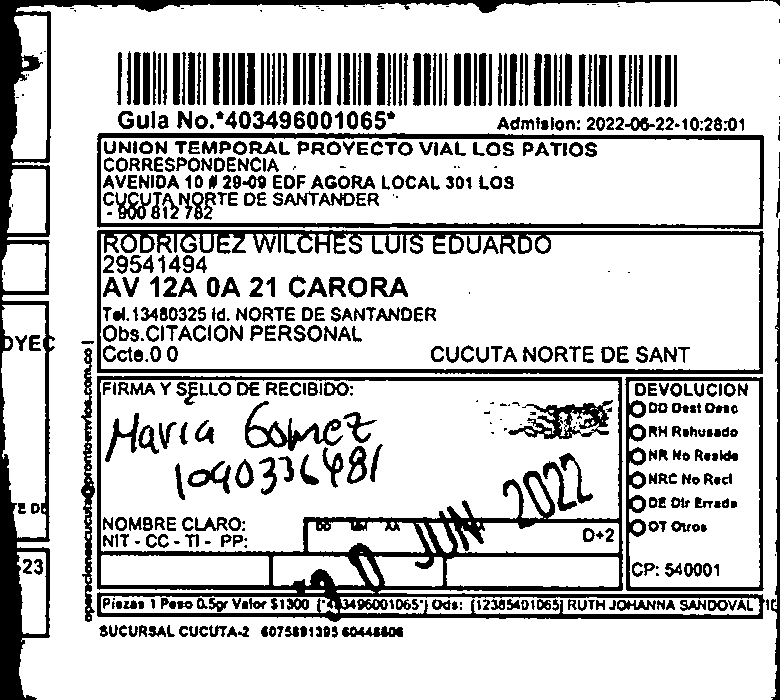 Guia No.*403496001065*
Admision: 2022-06-22-10:28:01
UNION TEMPORAL PROYECTO VIAL LOS PATIOS
CORRESPONDENCIA
AVENIDA 10 # 29-09 EDF AGORA LOCAL 301 LOS
CUCUTA NORTE DE SANTANDER
- 900 812 782
RODRIGUEZ WILCHES LUIS EDUARDO
29541494
AV 12A 0A 21 CARORA
Tel.13480325 Id. NORTE DE SANTANDER
Obs.CITACION PERSONAL
Ccte.0 0
CUCUTA NORTE DE SANT
OYEC
TE DE
23
operacionescucuta@prontoenvios.com.co
FIRMA Y SELLO DE RECIBIDO:
Maria Gomez
1090336481
30 JUN 2022
NOMBRE CLARO:
NIT - CC - TI - PP:
DD MM AA
D+2
DEVOLUCION
DD Dest Desc
RH Rehusado
NR No Reside
NRC No Recl
DE Dir Errada
OT Otros
CP: 540001
Piezas 1 Peso 0.5gr Valor $1300 (*403496001065*) Ods: (12385401065) RUTH JOHANNA SANDOVAL
SUCURSAL CUCUTA-2 6075891395